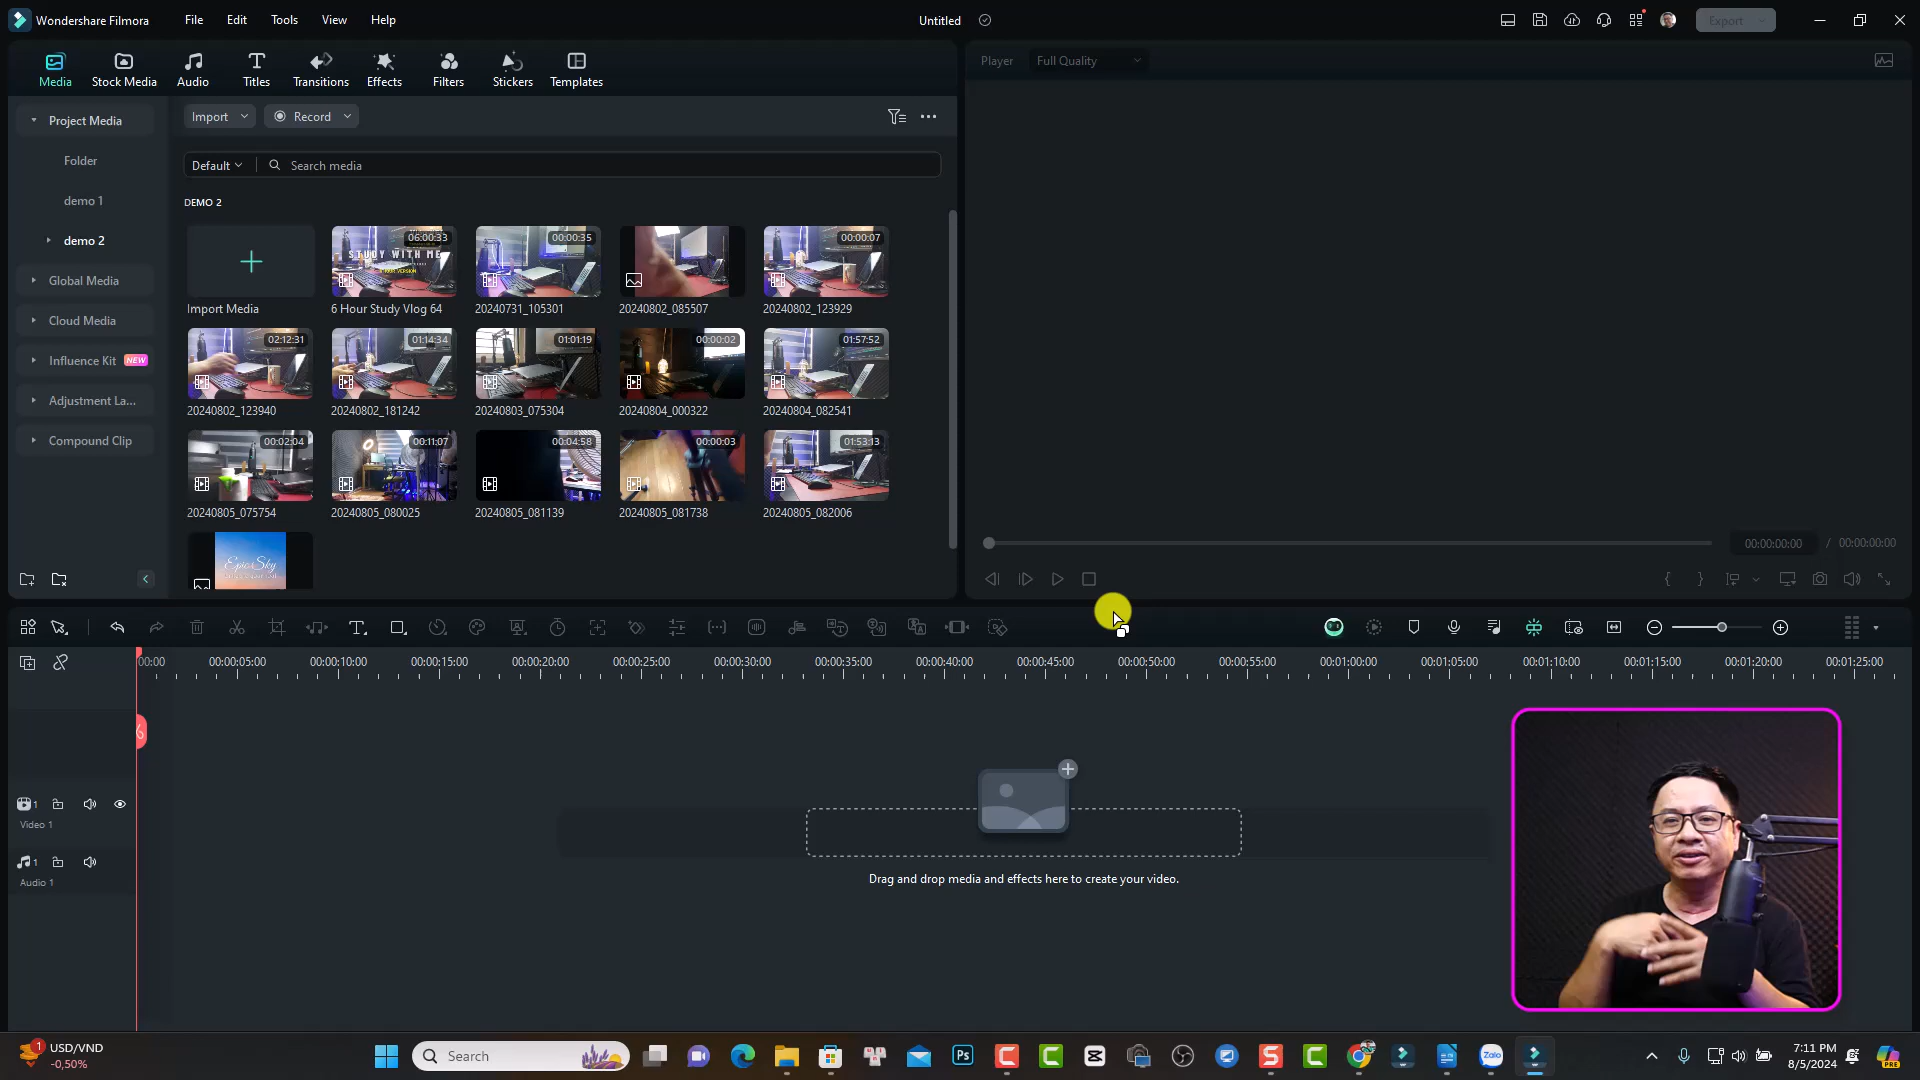 Wondershare Filmora
File
Edit
Tools
View
Help
Untitled
Export
Media
Stock Media
Audio
Titles
Transitions
Effects
Filters
Stickers
Templates
Player
Full Quality
Project Media
Folder
demo 1
demo 2
Global Media
Cloud Media
Influence Kit NEW
Adjustment La...
Compound Clip
Import
Record
Default
Search media
DEMO 2
Import Media
06:00:33
STUDY WITH ME
6 Hour Study Vlog 64
00:00:35
20240731_105301
20240802_085507
00:00:07
20240802_123929
02:12:31
20240802_123940
01:14:34
20240802_181242
01:01:19
20240803_075304
00:00:02
20240804_000322
01:57:52
20240804_082541
00:02:04
20240805_075754
00:11:07
20240805_080025
00:04:58
20240805_081139
00:00:03
20240805_081738
01:53:13
20240805_082006
00:00:00:00 / 00:00:00:00
00:00
00:00:05:00
00:00:10:00
00:00:15:00
00:00:20:00
00:00:25:00
00:00:30:00
00:00:35:00
00:00:40:00
00:00:45:00
00:00:50:00
00:00:55:00
00:01:00:00
00:01:05:00
00:01:10:00
00:01:15:00
00:01:20:00
00:01:25:00
1
Video 1
1
Audio 1
Drag and drop media and effects here to create your video.
1
USD/VND
-0,50%
Search
Ps
Zalo
7:11 PM
8/5/2024
PRE